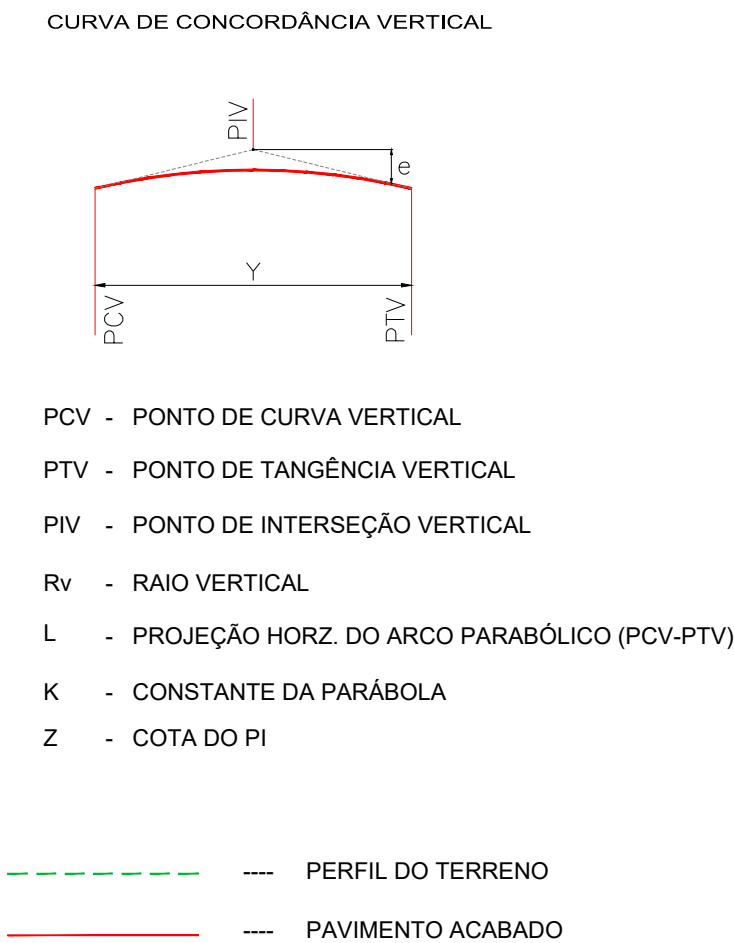 CURVA DE CONCORDÂNCIA VERTICAL
PIV
e
Y
PCV
PTV
PCV - PONTO DE CURVA VERTICAL
PTV - PONTO DE TANGÊNCIA VERTICAL
PIV - PONTO DE INTERSEÇÃO VERTICAL
Rv - RAIO VERTICAL
L - PROJEÇÃO HORZ. DO ARCO PARABÓLICO (PCV-PTV)
K - CONSTANTE DA PARÁBOLA
Z - COTA DO PI
---- PERFIL DO TERRENO
---- PAVIMENTO ACABADO